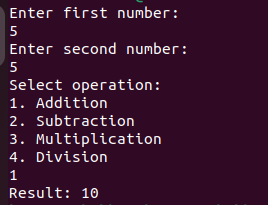 Enter first number:
5
Enter second number:
5
Select operation:
1. Addition
2. Subtraction
3. Multiplication
4. Division
1
Result: 10